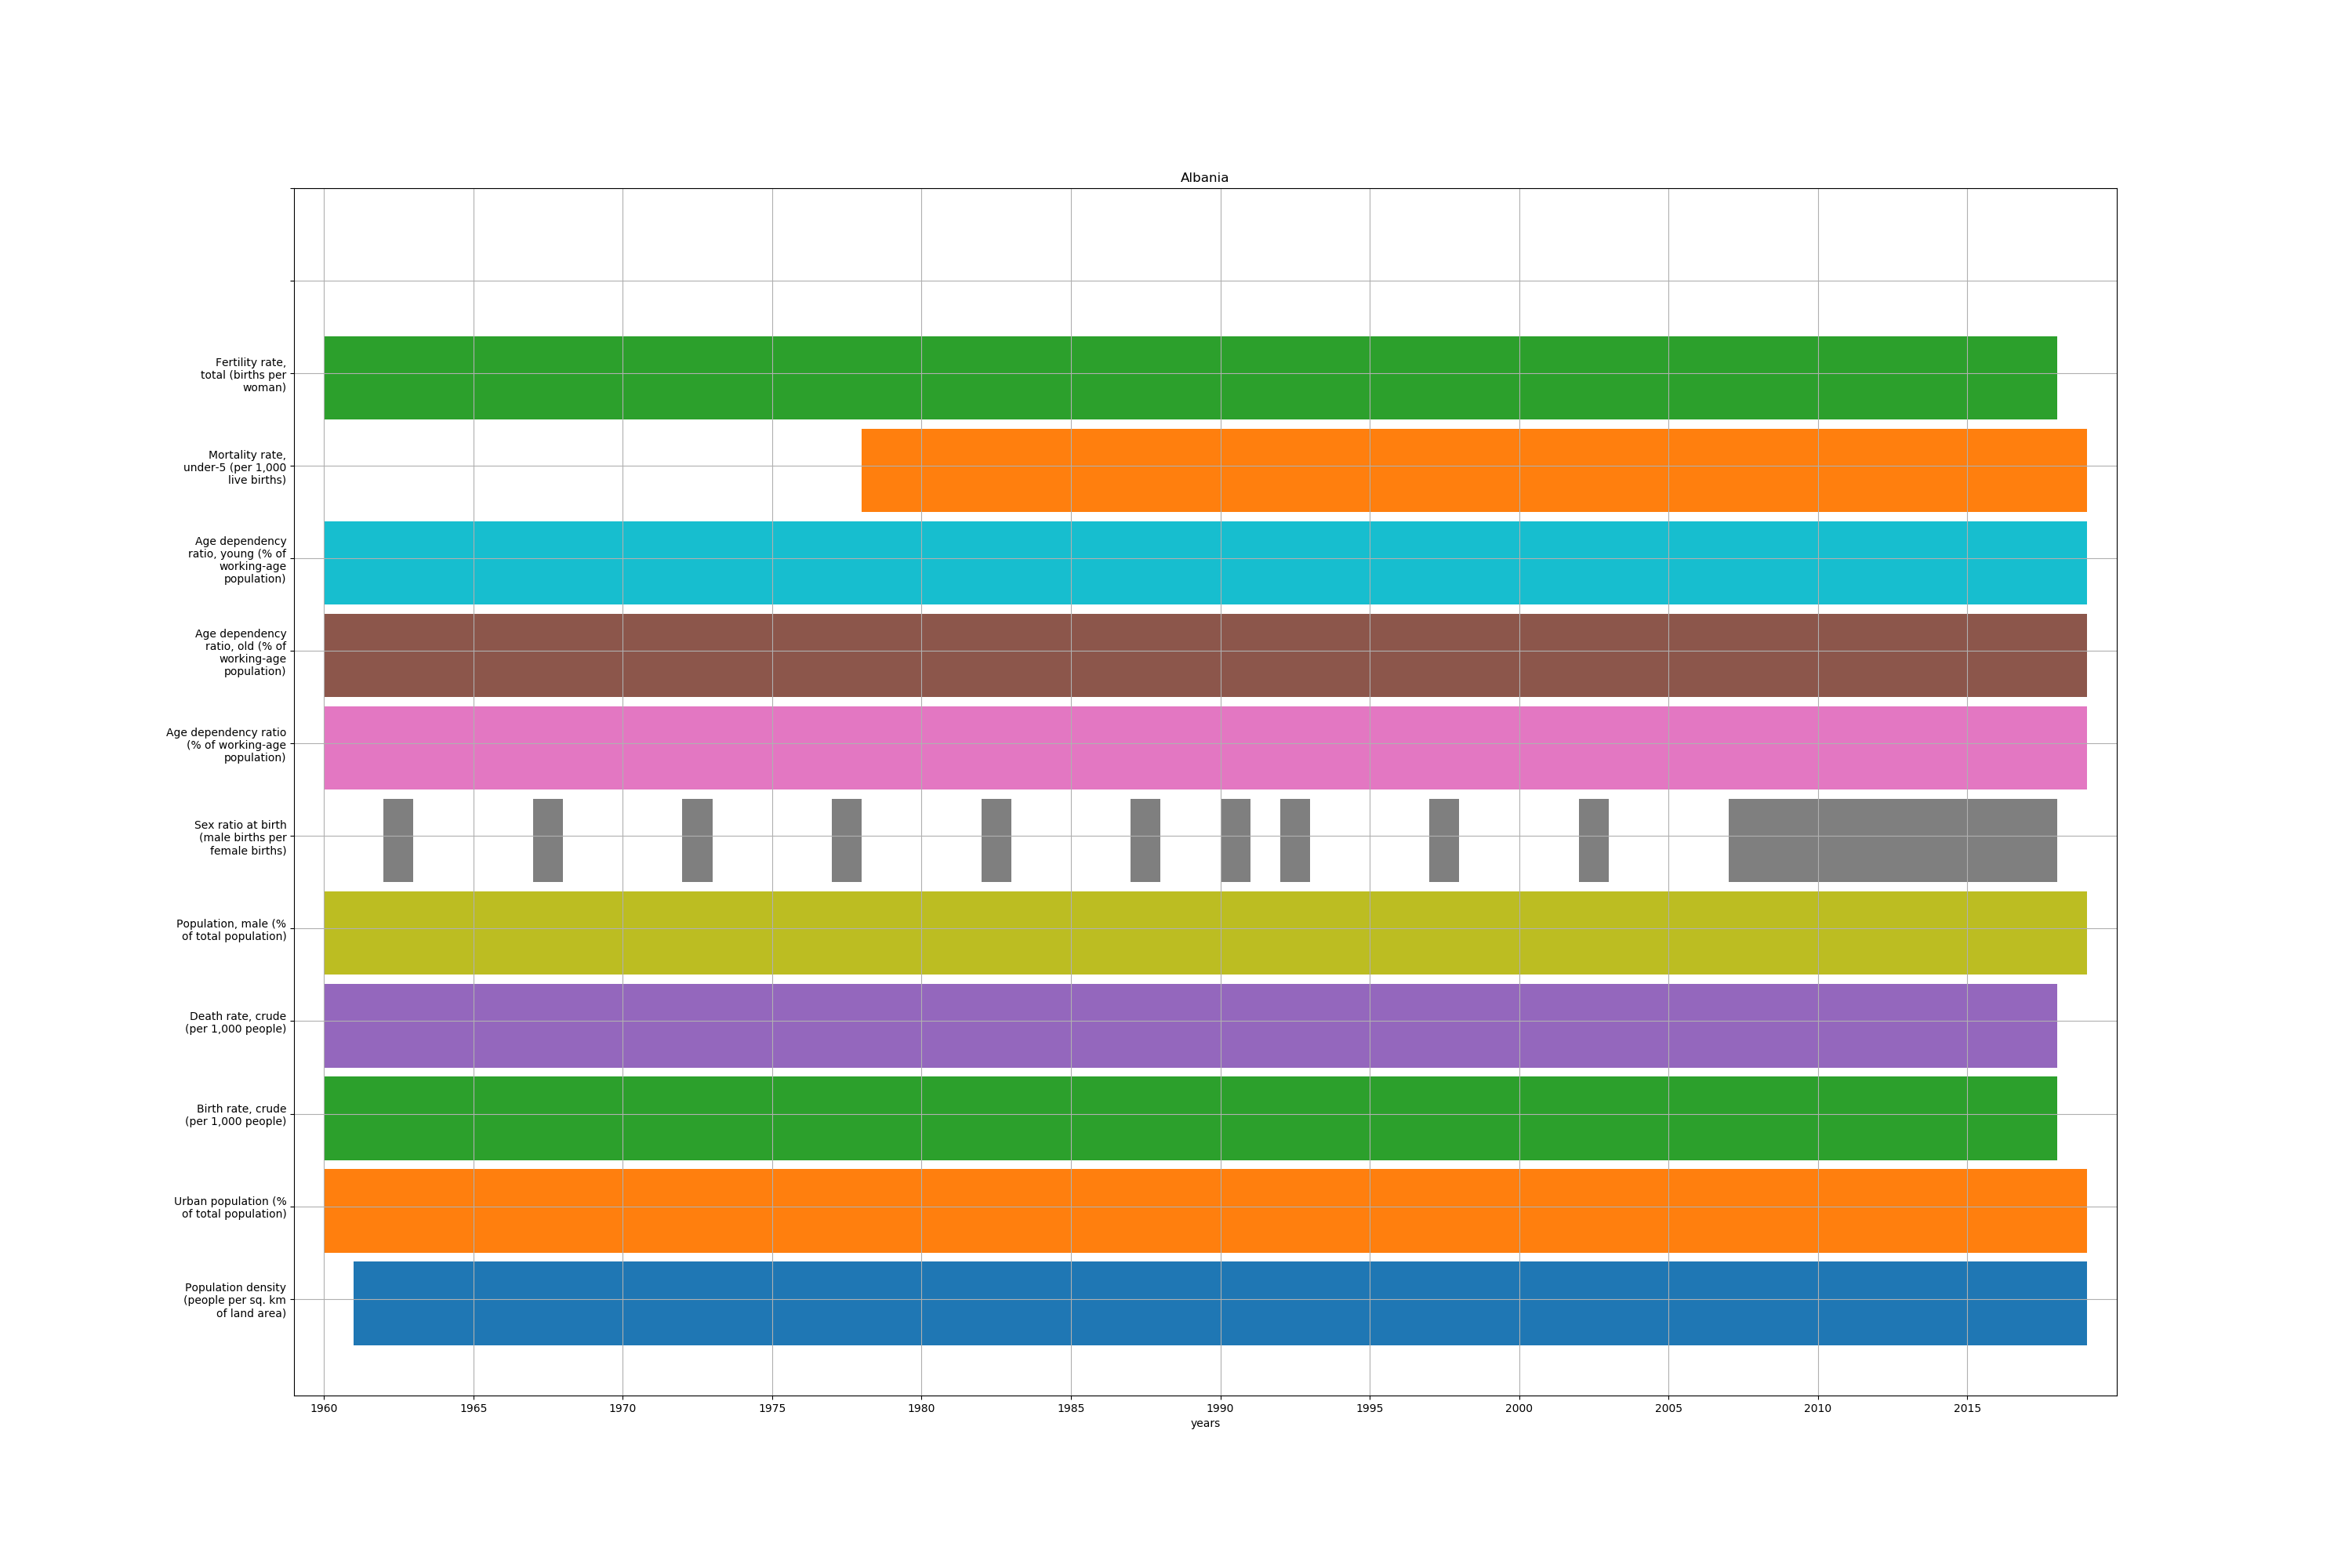 Albania
Fertility rate,
total (births per
woman)
Mortality rate,
under-5 (per 1,000
live births)
Age dependency
ratio, young (% of
working-age
population)
Age dependency
ratio, old (% of
working-age
population)
Age dependency ratio
(% of working-age
population)
Sex ratio at birth
(male births per
female births)
Population, male (%
of total population)
Death rate, crude
(per 1,000 people)
Birth rate, crude
(per 1,000 people)
Urban population (%
of total population)
Population density
(people per sq. km
of land area)
1960 1965 1970 1975 1980 1985 1990 1995 2000 2005 2010 2015
years